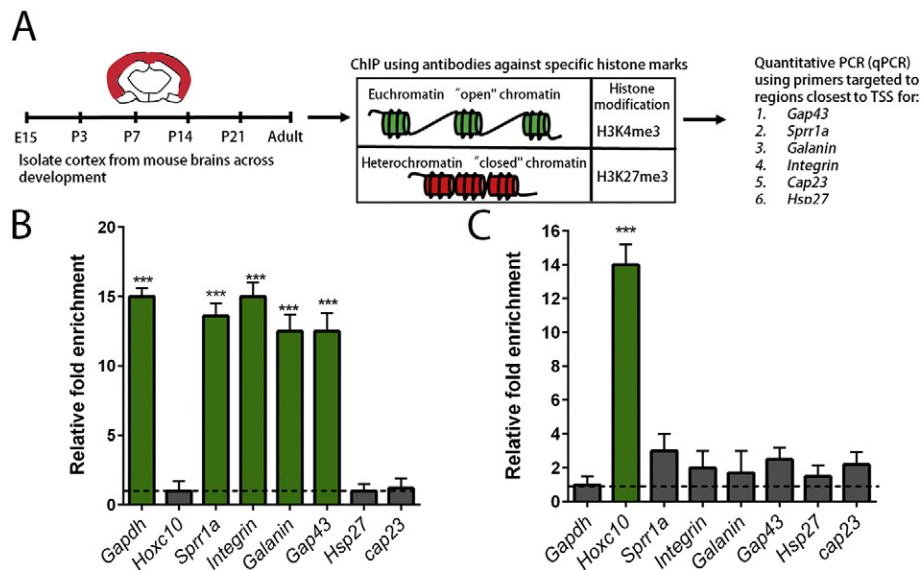 A
E15 P3 P7 P14 P21 Adult
Isolate cortex from mouse brains across
development
ChIP using antibodies against specific histone marks
Euchromatin "open" chromatin
Histone
modification
H3K4me3
Heterochromatin "closed" chromatin
H3K27me3
Quantitative PCR (qPCR)
using primers targeted to
regions closest to TSS for:
1. Gap43
2. Sprr1a
3. Galanin
4. Integrin
5. Cap23
6. Hsp27
B
Relative fold enrichment
20
15
10
5
0
***
***
***
***
***
Gapdh
Hoxc10
Sprr1a
Integrin
Galanin
Gap43
Hsp27
cap23
C
Relative fold enrichment
16
14
12
10
8
6
4
2
0
***
Gapdh
Hoxc10
Sprr1a
Integrin
Galanin
Gap43
Hsp27
cap23